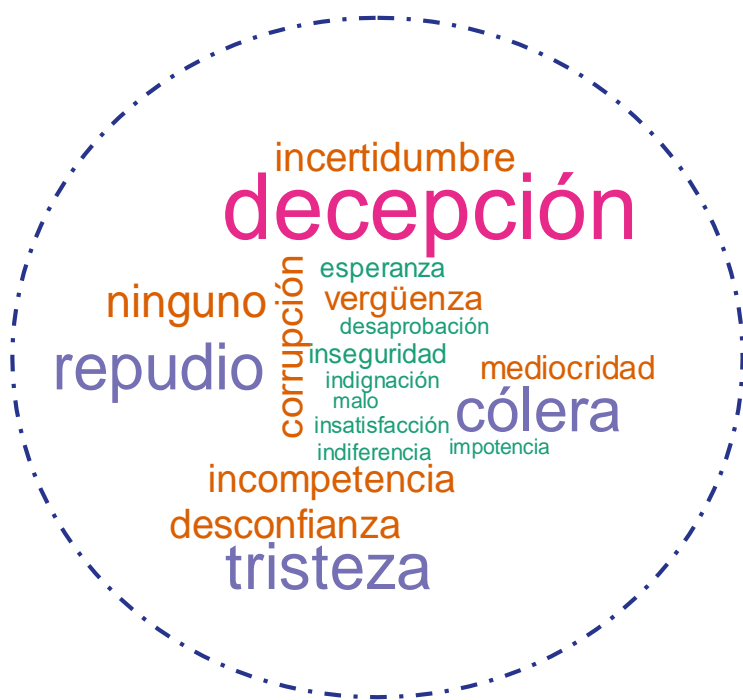 incertidumbre
decepción
esperanza
ninguno
corrupción
vergüenza
desaprobación
repudio
inseguridad
mediocridad
indignación
malo
cólera
insatisfacción
indiferencia
impotencia
incompetencia
desconfianza
tristeza